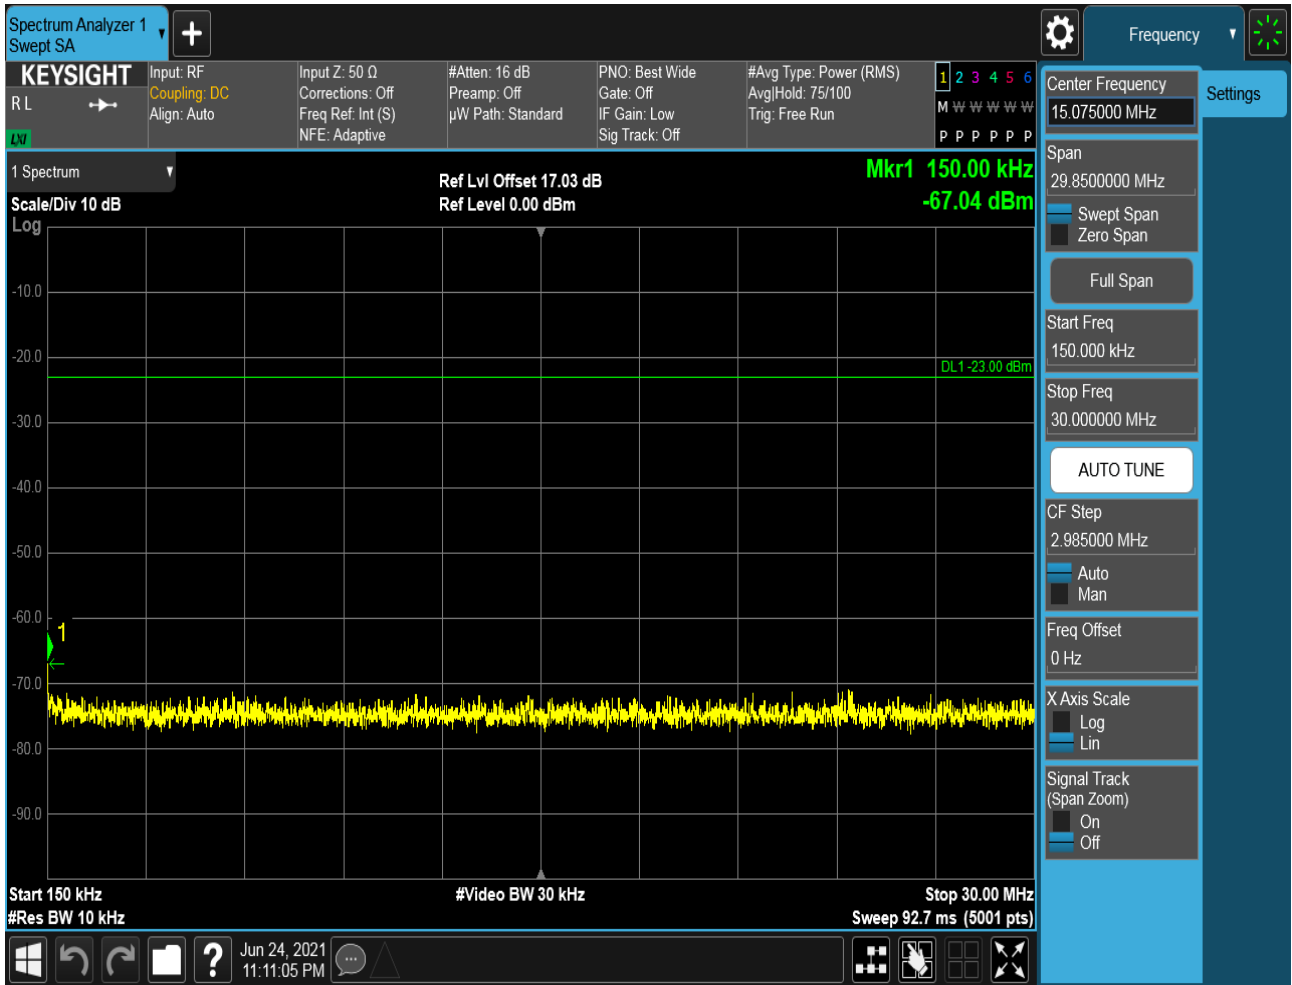 Spectrum Analyzer 1
Swept SA
Frequency
KEYSIGHT
R L
LXI
Input: RF
Coupling: DC
Align: Auto
Input Z: 50 Ω
Corrections: Off
Freq Ref: Int (S)
NFE: Adaptive
#Atten: 16 dB
Preamp: Off
µW Path: Standard
PNO: Best Wide
Gate: Off
IF Gain: Low
Sig Track: Off
#Avg Type: Power (RMS)
Avg|Hold: 75/100
Trig: Free Run
1 2 3 4 5 6
M W W W W W
P P P P P P
1 Spectrum
Scale/Div 10 dB
Log
Ref Lvl Offset 17.03 dB
Ref Level 0.00 dBm
Mkr1 150.00 kHz
-67.04 dBm
-10.0
-20.0
DL1 -23.00 dBm
-30.0
-40.0
-50.0
-60.0
1
-70.0
-80.0
-90.0
Start 150 kHz
#Video BW 30 kHz
Stop 30.00 MHz
#Res BW 10 kHz
Sweep 92.7 ms (5001 pts)
Center Frequency
15.075000 MHz
Settings
Span
29.8500000 MHz
Swept Span
Zero Span
Full Span
Start Freq
150.000 kHz
Stop Freq
30.000000 MHz
AUTO TUNE
CF Step
2.985000 MHz
Auto
Man
Freq Offset
0 Hz
X Axis Scale
Log
Lin
Signal Track
(Span Zoom)
On
Off
?
Jun 24, 2021
11:11:05 PM